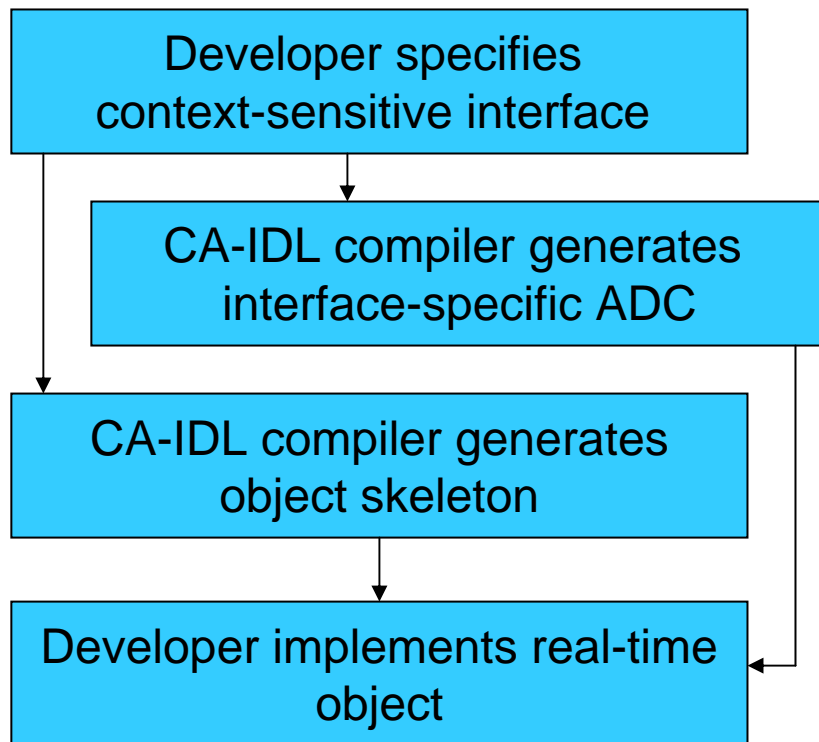 Developer specifies
context-sensitive interface
CA-IDL compiler generates
interface-specific ADC
CA-IDL compiler generates
object skeleton
Developer implements real-time
object